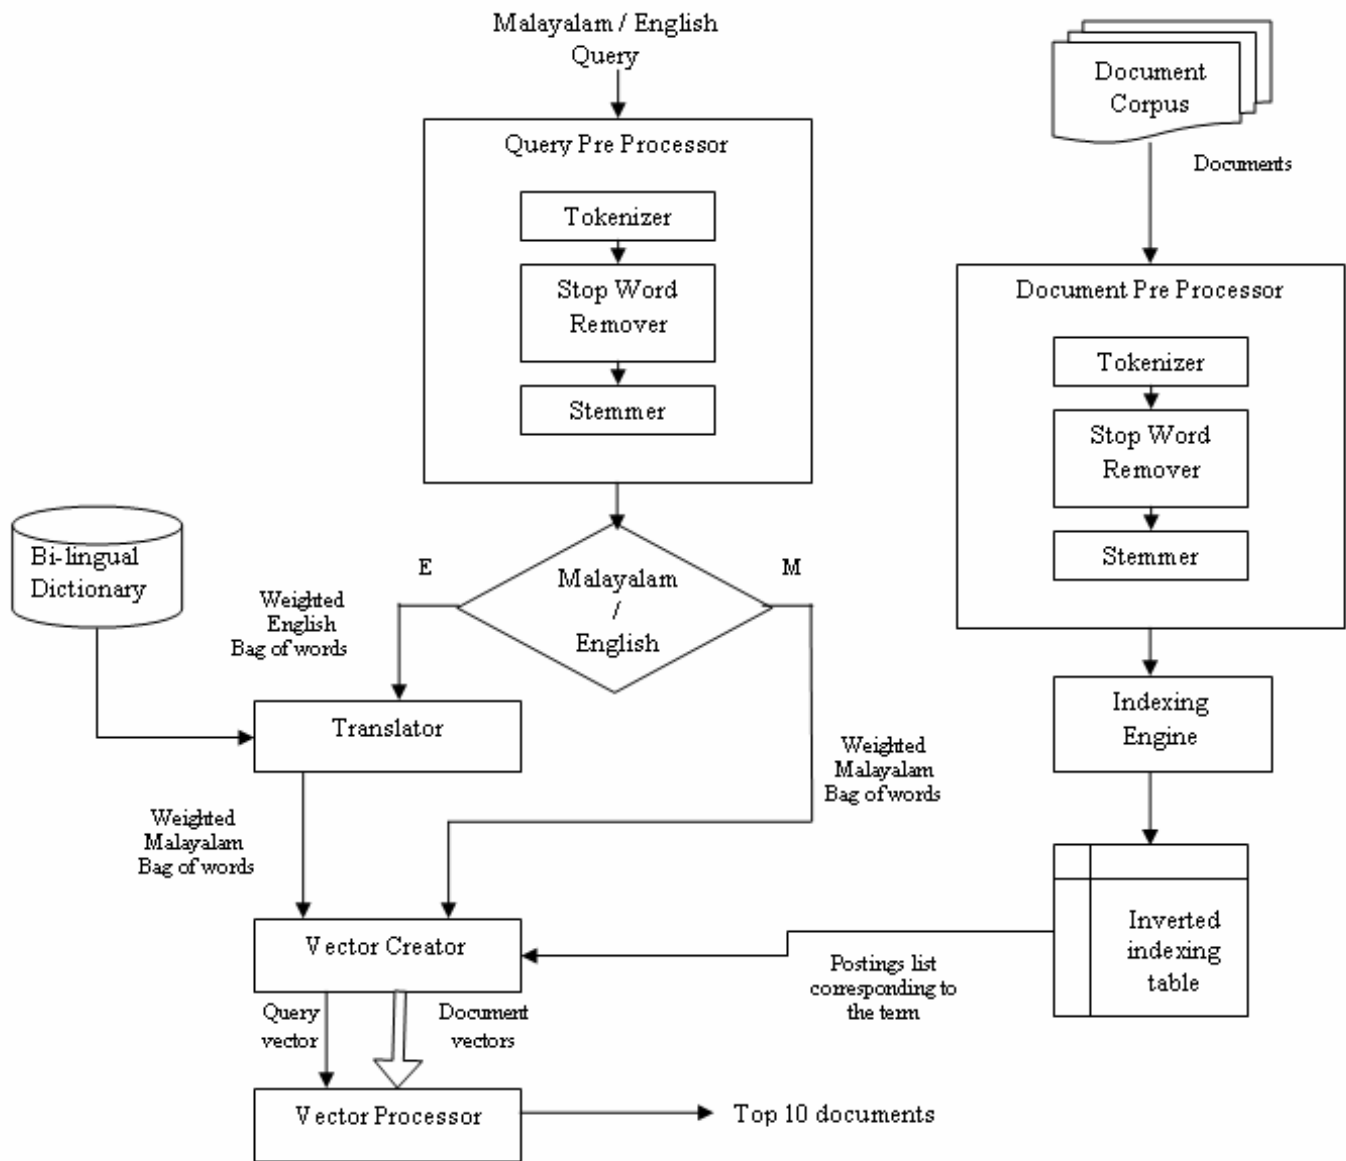 Malayalam / English
Query
Query Pre Processor
Tokenizer
Stop Word
Remover
Stemmer
Document
Corpus
Documents
Document Pre Processor
Tokenizer
Stop Word
Remover
Stemmer
Bi-lingual
Dictionary
E
M
Malayalam
/
English
Weighted
English
Bag of words
Translator
Weighted
Malayalam
Bag of words
Weighted
Malayalam
Bag of words
Indexing
Engine
Inverted
indexing
table
Vector Creator
Postings list
corresponding to
the term
Query
vector
Document
vectors
Vector Processor
Top 10 documents